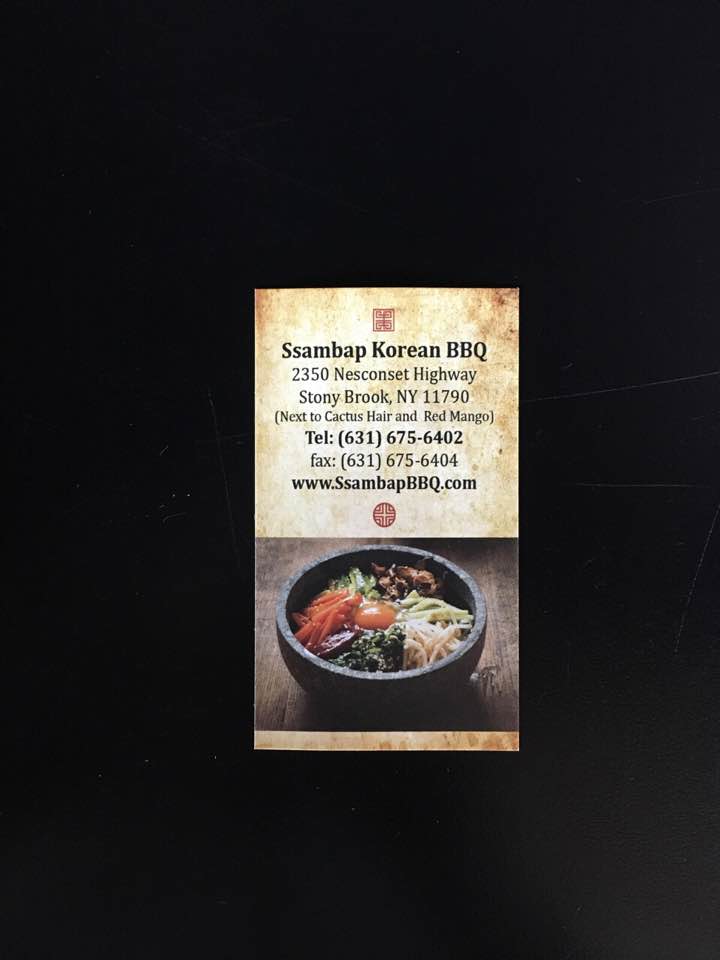 Ssambap Korean BBQ
2350 Nesconset Highway
Stony Brook, NY 11790
(Next to Cactus Hair and Red Mango)
Tel: (631) 675-6402
fax: (631) 675-6404
www.SsambapBBQ.com